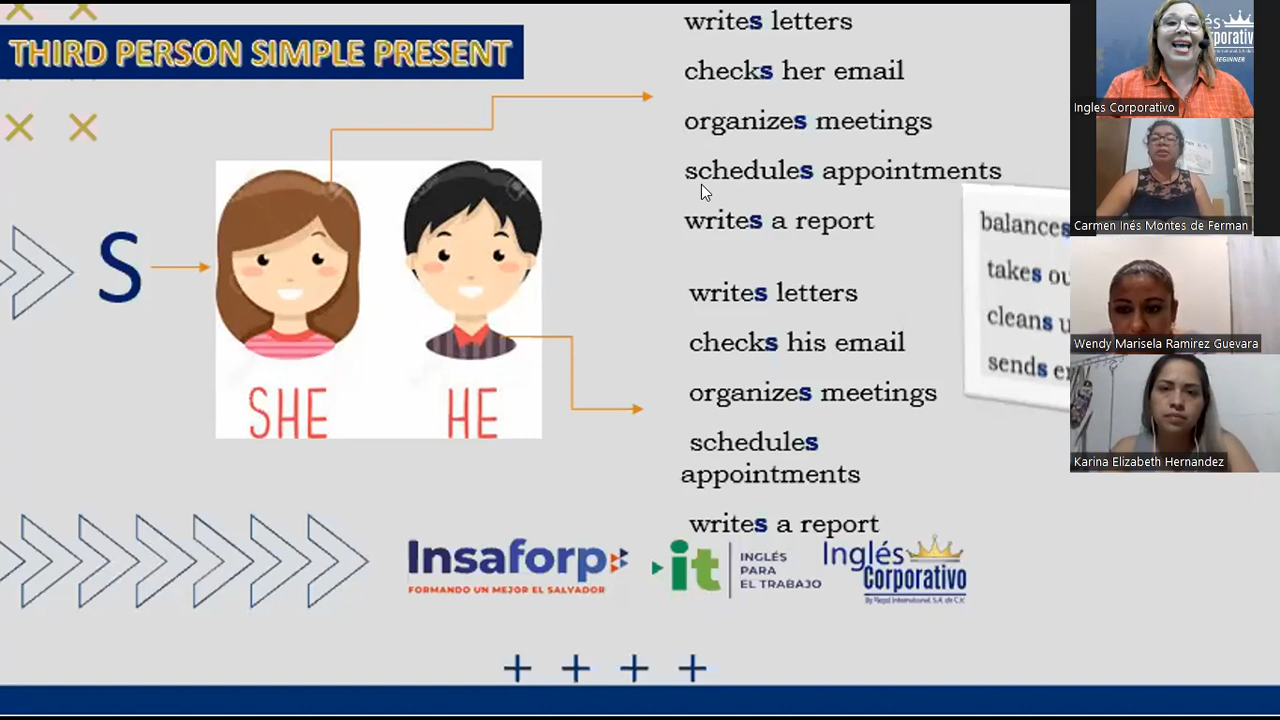 THIRD PERSON SIMPLE PRESENT
writes letters
checks her email
organizes meetings
schedules appointments
writes a report
S
SHE
HE
writes letters
checks his email
organizes meetings
schedules
appointments
writes a report
balances
takes
cleans
sends
Insaforp
FORMANDO UN MEJOR EL SALVADOR
it
INGLÉS
PARA
EL TRABAJO
Inglés
Corporativo
Ingles Corporativo
BEGINNER
Carmen Inés Montes de Ferman
Wendy Marisela Ramirez Guevara
Karina Elizabeth Hernandez